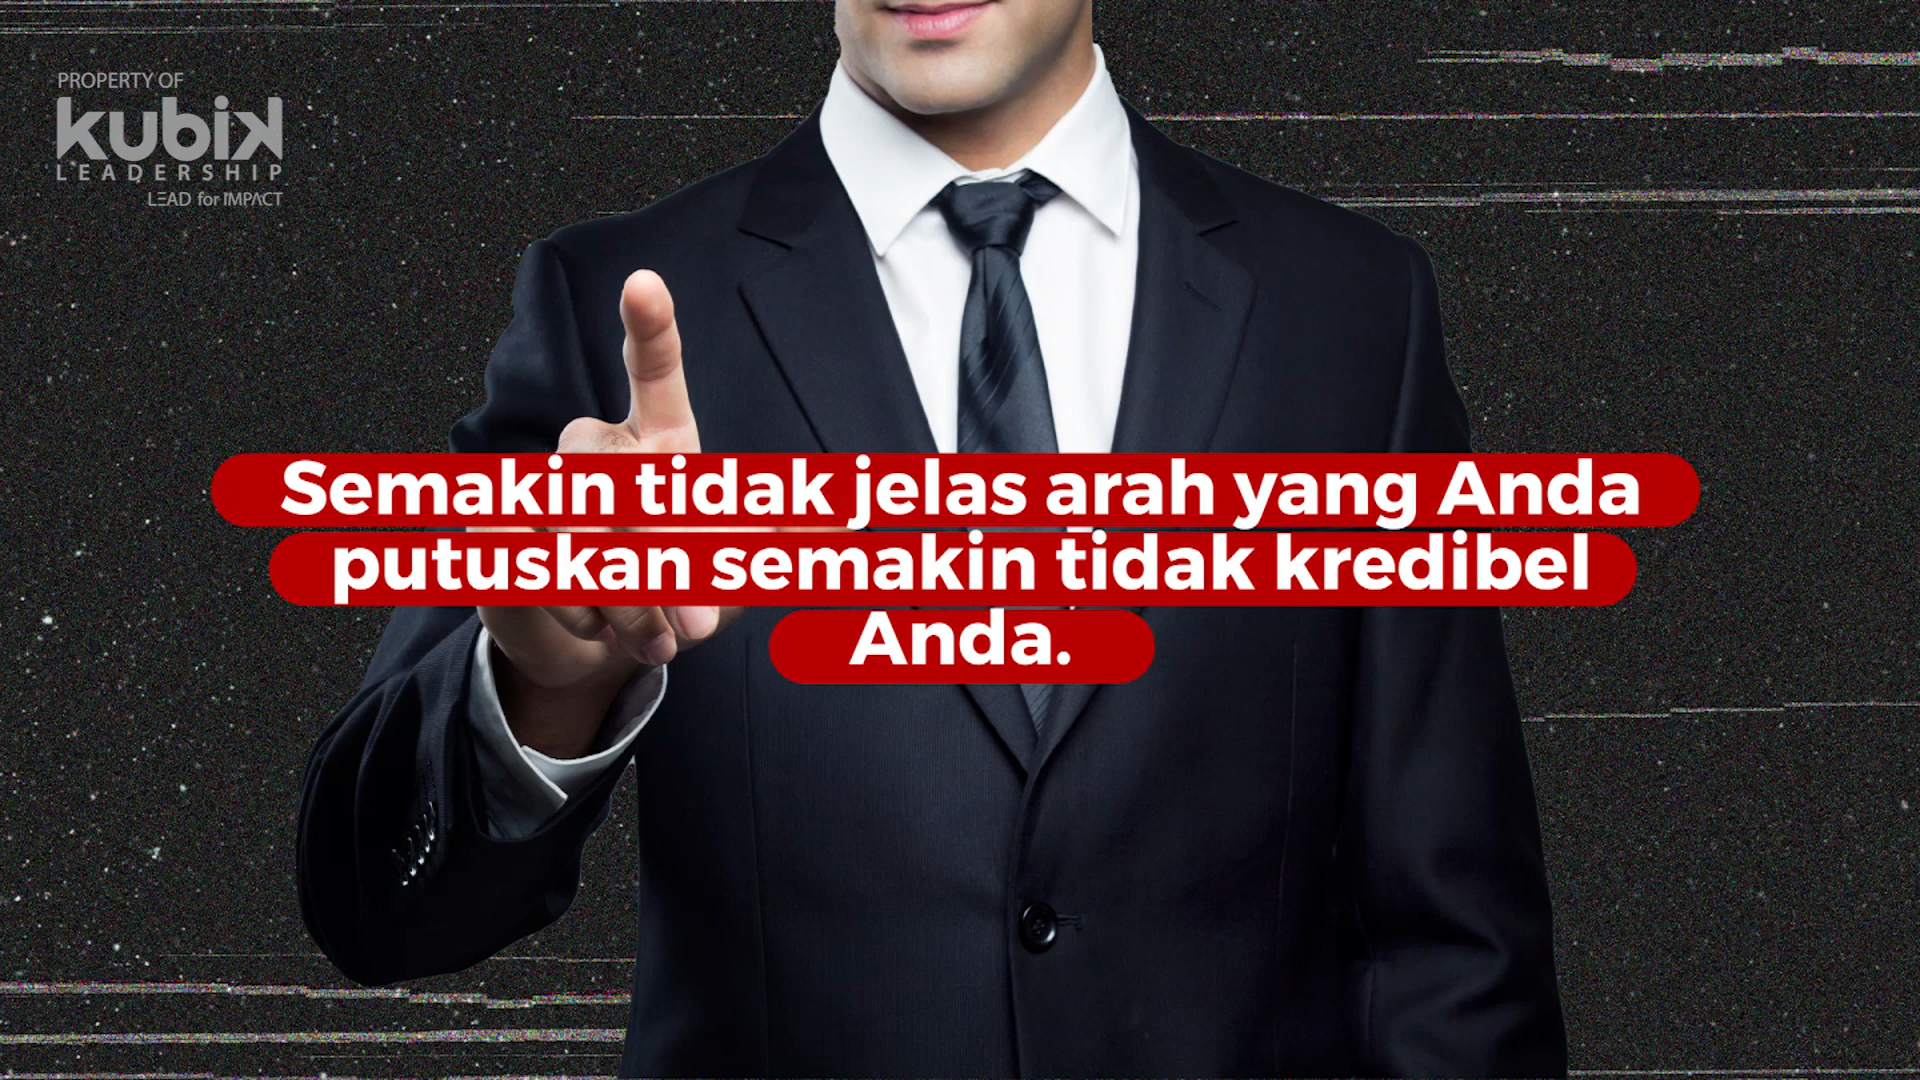 PROPERTY OF
kubik
LEADERSHIP
LEAD for IMPACT
Semakin tidak jelas arah yang Anda
putuskan semakin tidak kredibel
Anda.